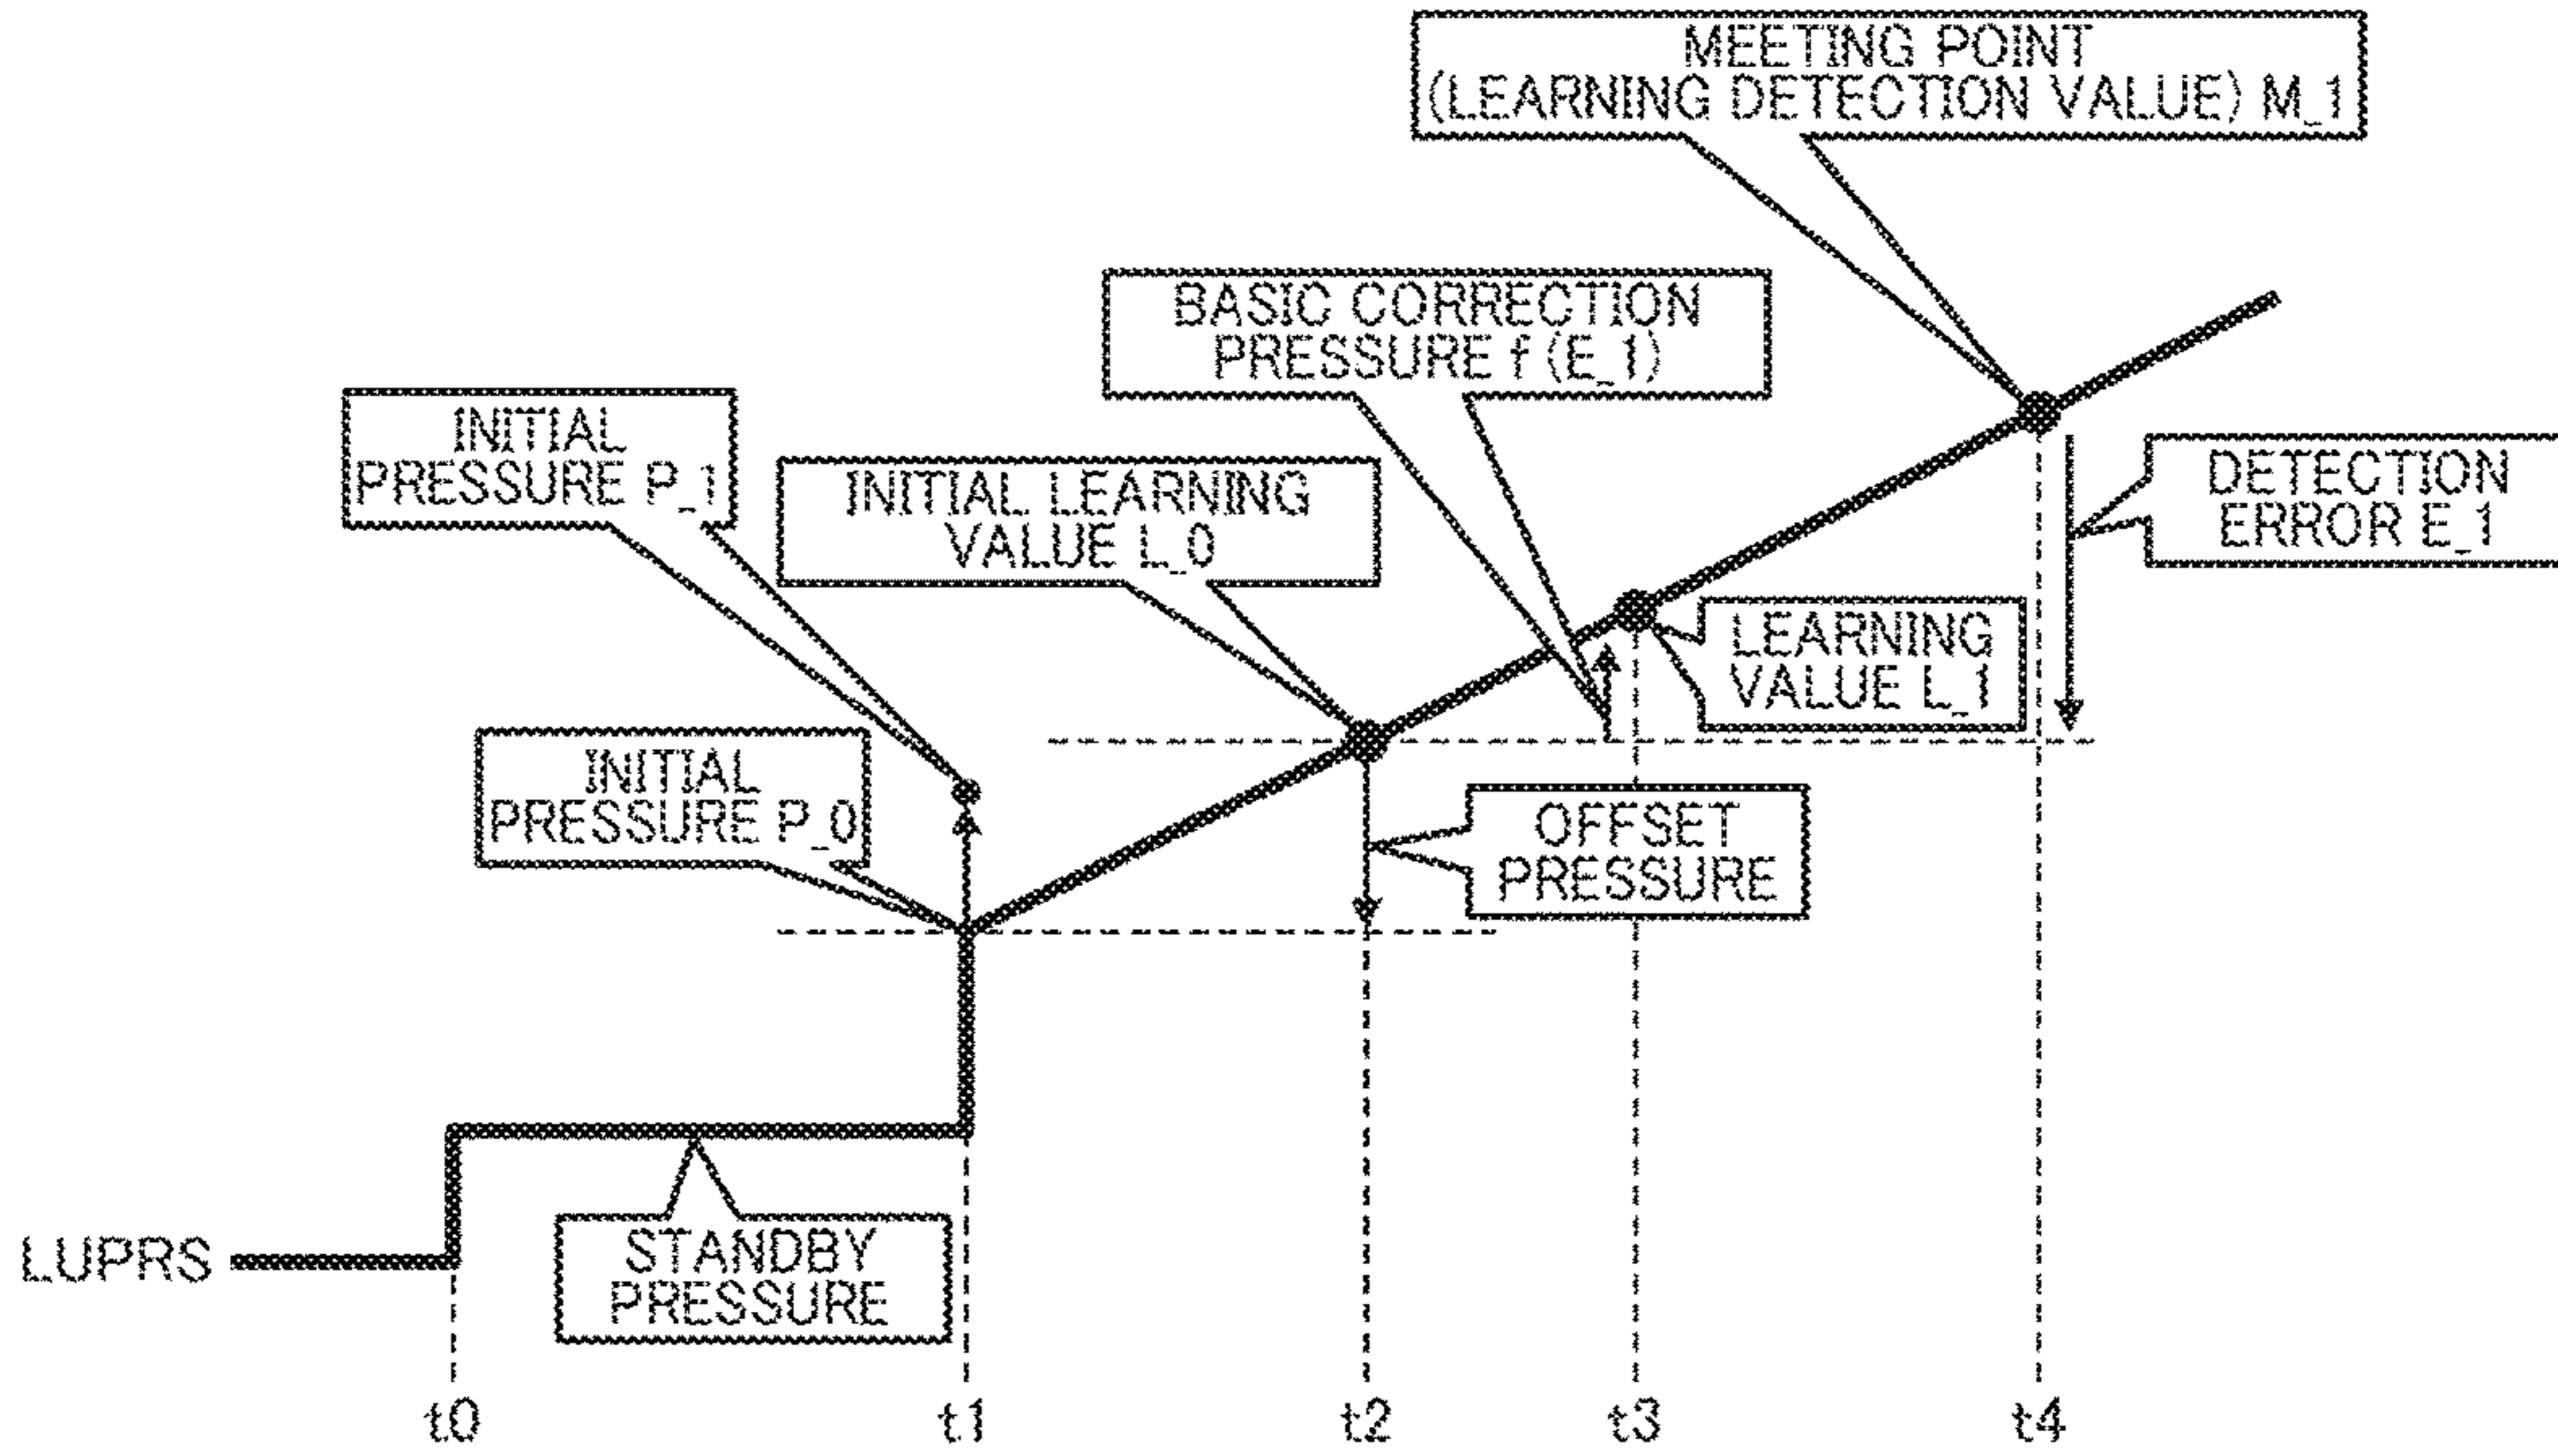 MEETING POINT
(LEARNING DETECTION VALUE) M_1
BASIC CORRECTION
PRESSURE f (E_1)
INITIAL
PRESSURE P_1
INITIAL LEARNING
VALUE L_0
DETECTION
ERROR E_1
LEARNING
VALUE L_1
INITIAL
PRESSURE P_0
OFFSET
PRESSURE
STANDBY
PRESSURE
LUPRS
t0
t1
t2
t3
t4